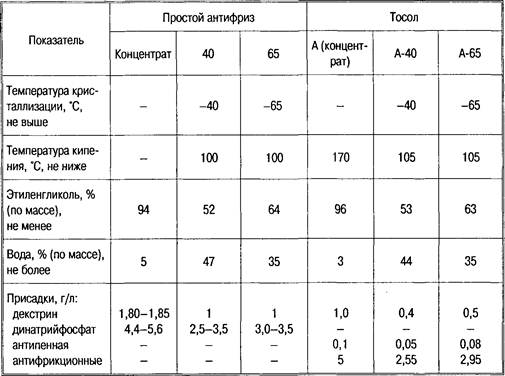 Показатель Простой антифриз Тосол
Концентрат 40 65 А (концент-
рат) А-40 А-65
Температура крис-
таллизации, °С,
не выше – –40 –65 – –40 –65
Температура кипе-
ния, °С, не ниже – 100 100 170 105 105
Этиленгликоль, %
(по массе),
не менее 94 52 64 96 53 63
Вода, % (по массе),
не более 5 47 35 3 44 35
Присадки, г/л:
декстрин 1,80–1,85 1 1 1,0 0,4 0,5
динатрийфосфат 4,4–5,6 2,5–3,5 3,0–3,5 – – –
антипенная – – – 0,1 0,05 0,08
антифрикционные – – – 5 2,55 2,95